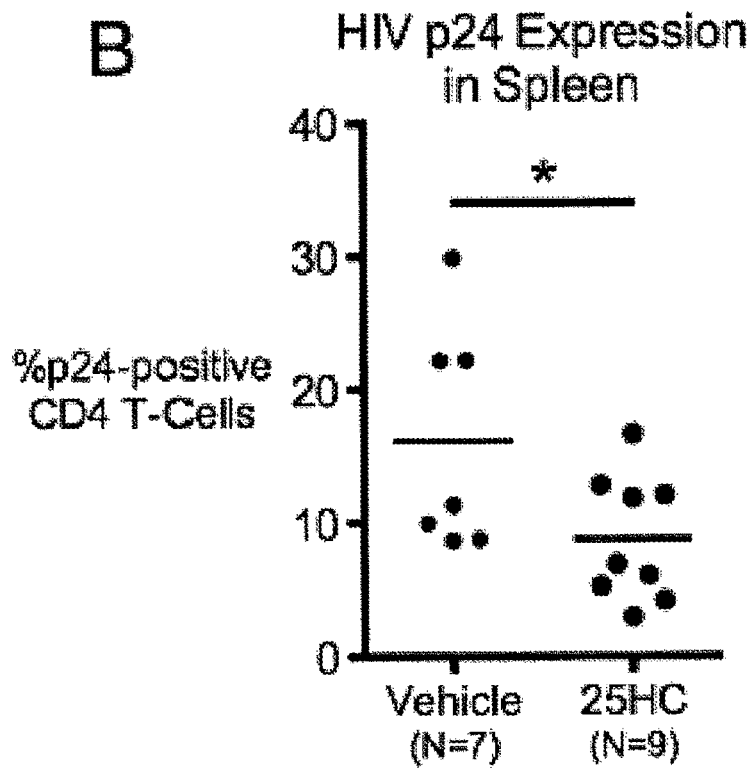 B
HIV p24 Expression
in Spleen
40
*
30
%p24-positive
CD4 T-Cells
20
10
0
Vehicle
(N=7)
25HC
(N=9)